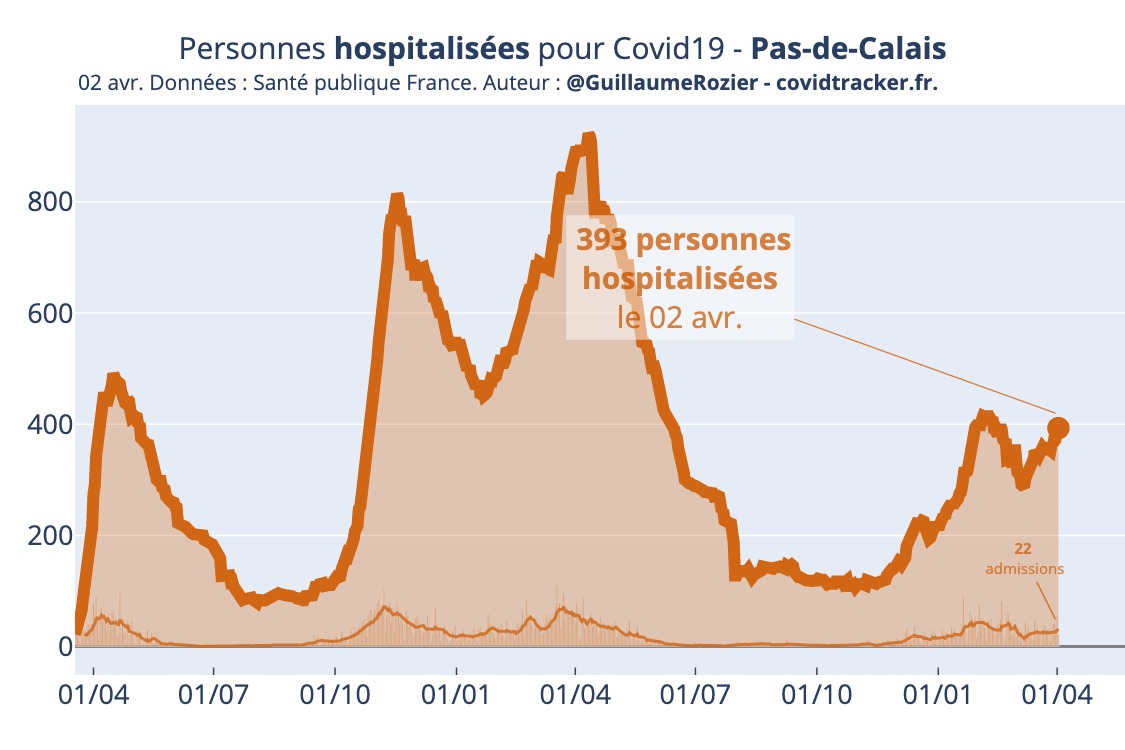 Personnes hospitalisées pour Covid19 - Pas-de-Calais
02 avr. Données : Santé publique France. Auteur : @GuillaumeRozier - covidtracker.fr.
800
600
400
200
0
393 personnes
hospitalisées
le 02 avr.
22
admissions
01/04 01/07 01/10 01/01 01/04 01/07 01/10 01/01 01/04